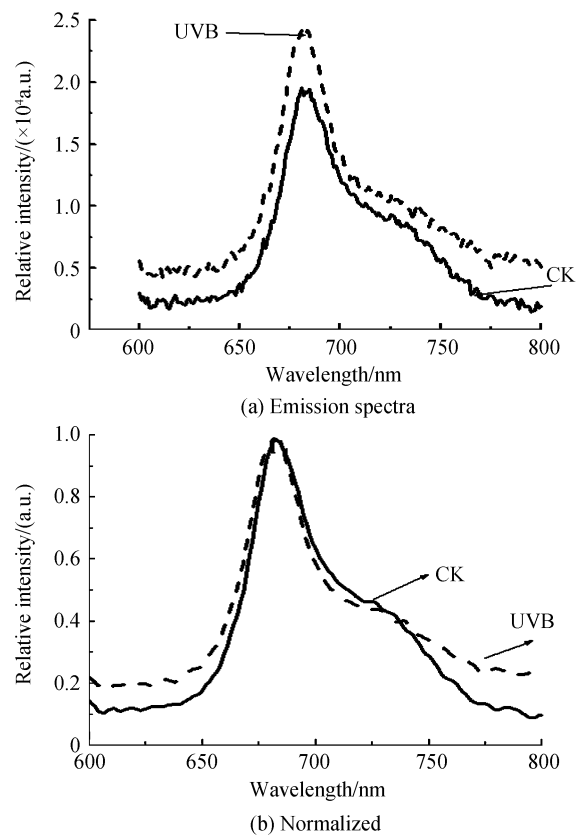 2.5
UVB
2.0
1.5
1.0
0.5
0
Relative intensity/(×10⁴a.u.)
CK
600 650 700 750 800
Wavelength/nm
(a) Emission spectra
1.0
0.8
0.6
0.4
0.2
0
Relative intensity/(a.u.)
CK
UVB
600 650 700 750 800
Wavelength/nm
(b) Normalized